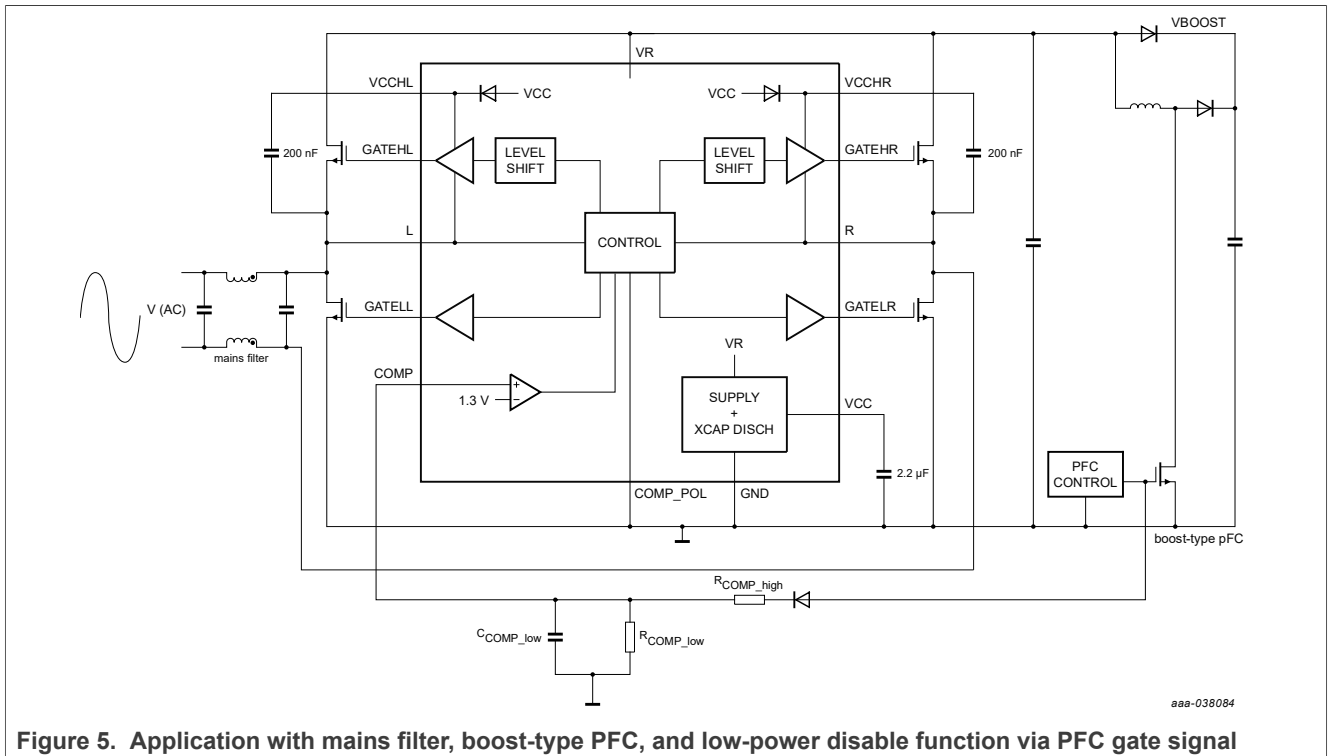 VBOOST
VR
VCCHL
VCC
VCC
VCCHR
200 nF
GATEHL
LEVEL
SHIFT
LEVEL
SHIFT
GATEHR
200 nF
L
CONTROL
R
V (AC)
mains filter
GATELL
GATELR
COMP
1.3 V
+
−
VR
SUPPLY
+
XCAP DISCH
VCC
2.2 µF
PFC
CONTROL
COMP_POL
GND
boost-type pFC
RCOMP_high
CCOMP_low
RCOMP_low
aaa-038084
Figure 5. Application with mains filter, boost-type PFC, and low-power disable function via PFC gate signal